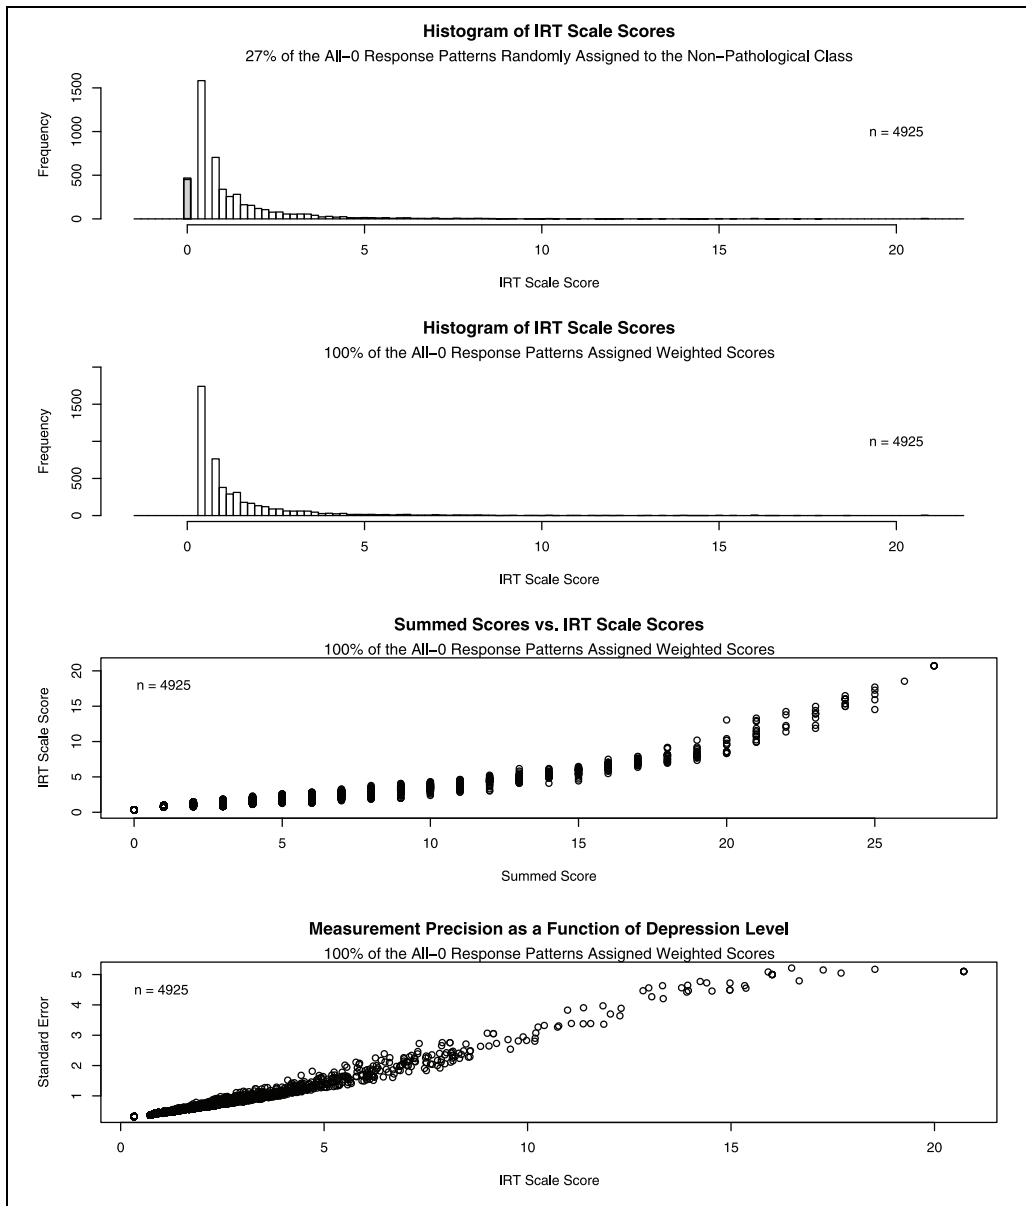 Histogram of IRT Scale Scores
27% of the All−0 Response Patterns Randomly Assigned to the Non−Pathological Class
Frequency
0 500 1000 1500
n = 4925
0 5 10 15 20
IRT Scale Score
Histogram of IRT Scale Scores
100% of the All−0 Response Patterns Assigned Weighted Scores
Frequency
0 500 1500
n = 4925
0 5 10 15 20
IRT Scale Score
Summed Scores vs. IRT Scale Scores
100% of the All−0 Response Patterns Assigned Weighted Scores
IRT Scale Score
0 5 10 15 20
n = 4925
0 5 10 15 20 25
Summed Score
Measurement Precision as a Function of Depression Level
100% of the All−0 Response Patterns Assigned Weighted Scores
Standard Error
1 2 3 4 5
n = 4925
0 5 10 15 20
IRT Scale Score